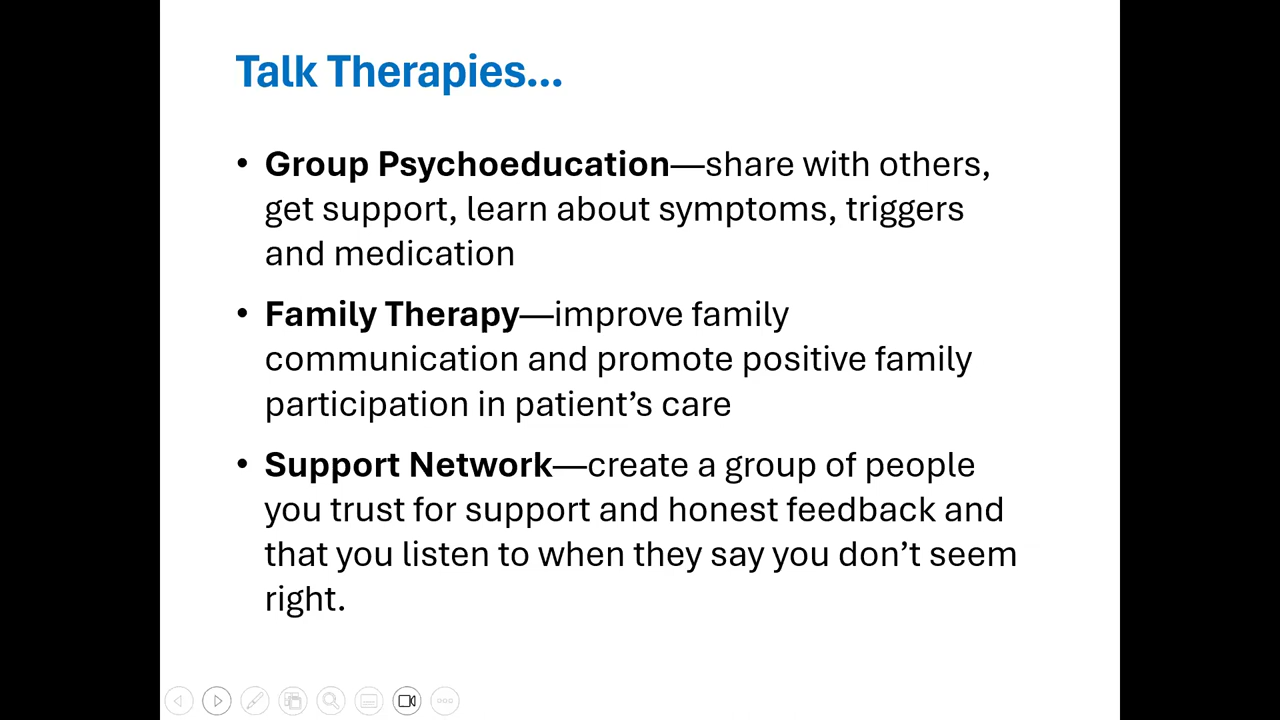 Talk Therapies...
• Group Psychoeducation—share with others,
get support, learn about symptoms, triggers
and medication
• Family Therapy—improve family
communication and promote positive family
participation in patient’s care
• Support Network—create a group of people
you trust for support and honest feedback and
that you listen to when they say you don’t seem
right.